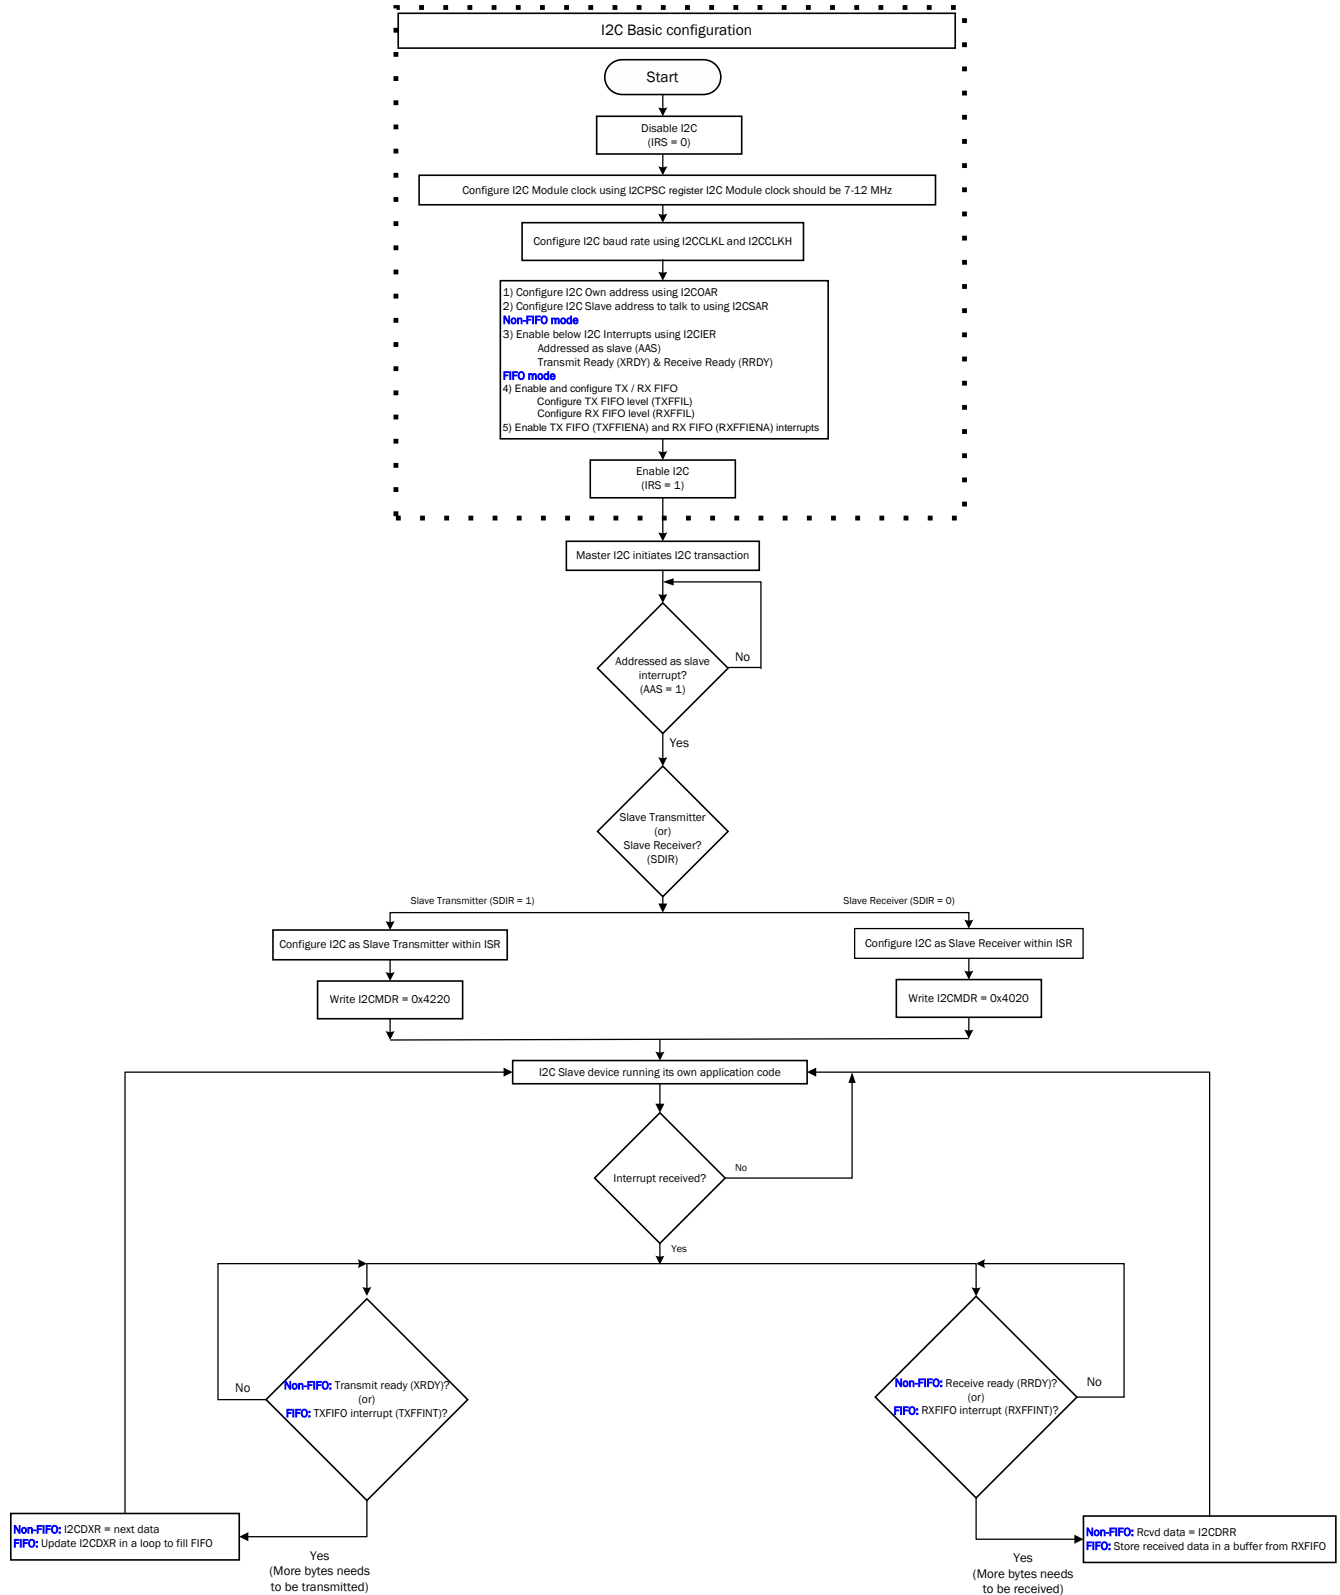 I2C Basic configuration
Start
Disable I2C
(IRS = 0)
Configure I2C Module clock using I2CPSC register I2C Module clock should be 7-12 MHz
Configure I2C baud rate using I2CCLKL and I2CCLKH
1) Configure I2C Own address using I2COAR
2) Configure I2C Slave address to talk to using I2CSAR
Non-FIFO mode
3) Enable below I2C Interrupts using I2CIER
Addressed as slave (AAS)
Transmit Ready (XRDY) & Receive Ready (RRDY)
FIFO mode
4) Enable and configure TX / RX FIFO
Configure TX FIFO level (TXFFIL)
Configure RX FIFO level (RXFFIL)
5) Enable TX FIFO (TXFFIENA) and RX FIFO (RXFFIENA) interrupts
Enable I2C
(IRS = 1)
Master I2C initiates I2C transaction
Addressed as slave
interrupt?
(AAS = 1)
No
Yes
Slave Transmitter
(or)
Slave Receiver?
(SDIR)
Slave Transmitter (SDIR = 1)
Slave Receiver (SDIR = 0)
Configure I2C as Slave Transmitter within ISR
Configure I2C as Slave Receiver within ISR
Write I2CMDR = 0x4220
Write I2CMDR = 0x4020
I2C Slave device running its own application code
Interrupt received?
No
Yes
No
Non-FIFO: Transmit ready (XRDY)?
(or)
FIFO: TXFIFO interrupt (TXFFINT)?
Non-FIFO: Receive ready (RRDY)?
(or)
FIFO: RXFIFO interrupt (RXFFINT)?
No
Non-FIFO: I2CDXR = next data
FIFO: Update I2CDXR in a loop to fill FIFO
Yes
(More bytes needs
to be transmitted)
Yes
(More bytes needs
to be received)
Non-FIFO: Rcvd data = I2CDRR
FIFO: Store received data in a buffer from RXFIFO